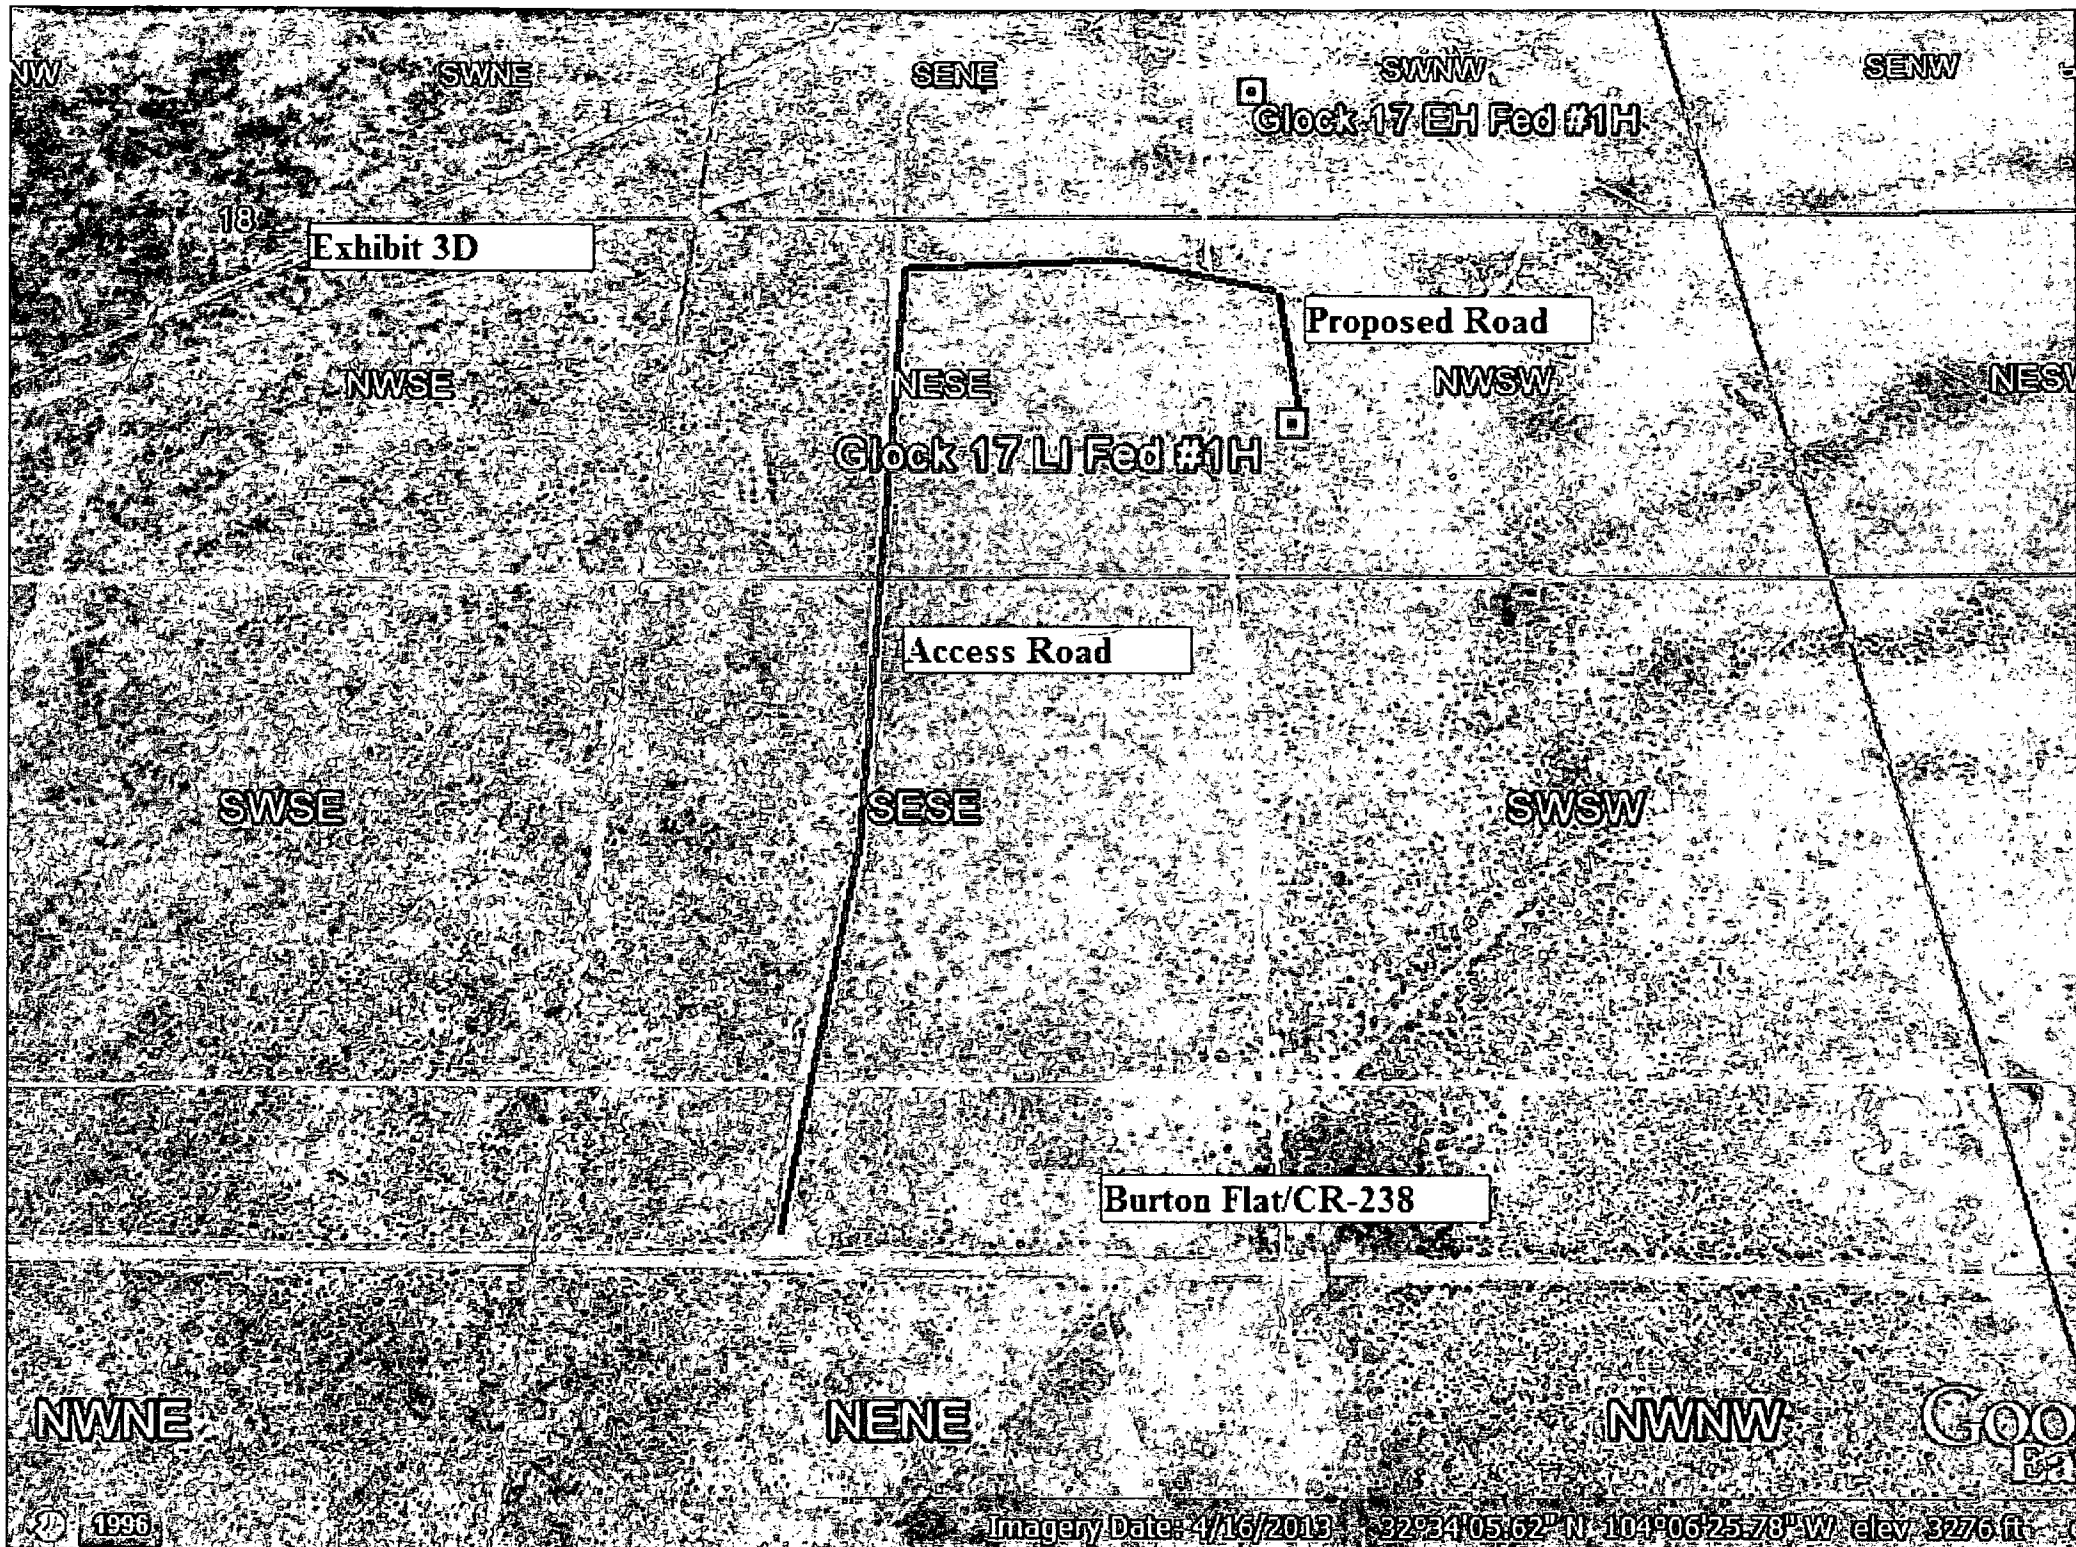 NW SWNE SENE SWNW SENW
Glock 17 EH Fed #1H
18
Exhibit 3D
Proposed Road
NWSE NESE NWSW NESW
Glock 17 LI Fed #1H
Access Road
SWSE SESE SWSW
Burton Flat/CR-238
NWNE NENE NWNW
Goo
Ea
1996
Imagery Date: 4/16/2013 32°34'05.62" N 104°06'25.78" W elev 3276 ft